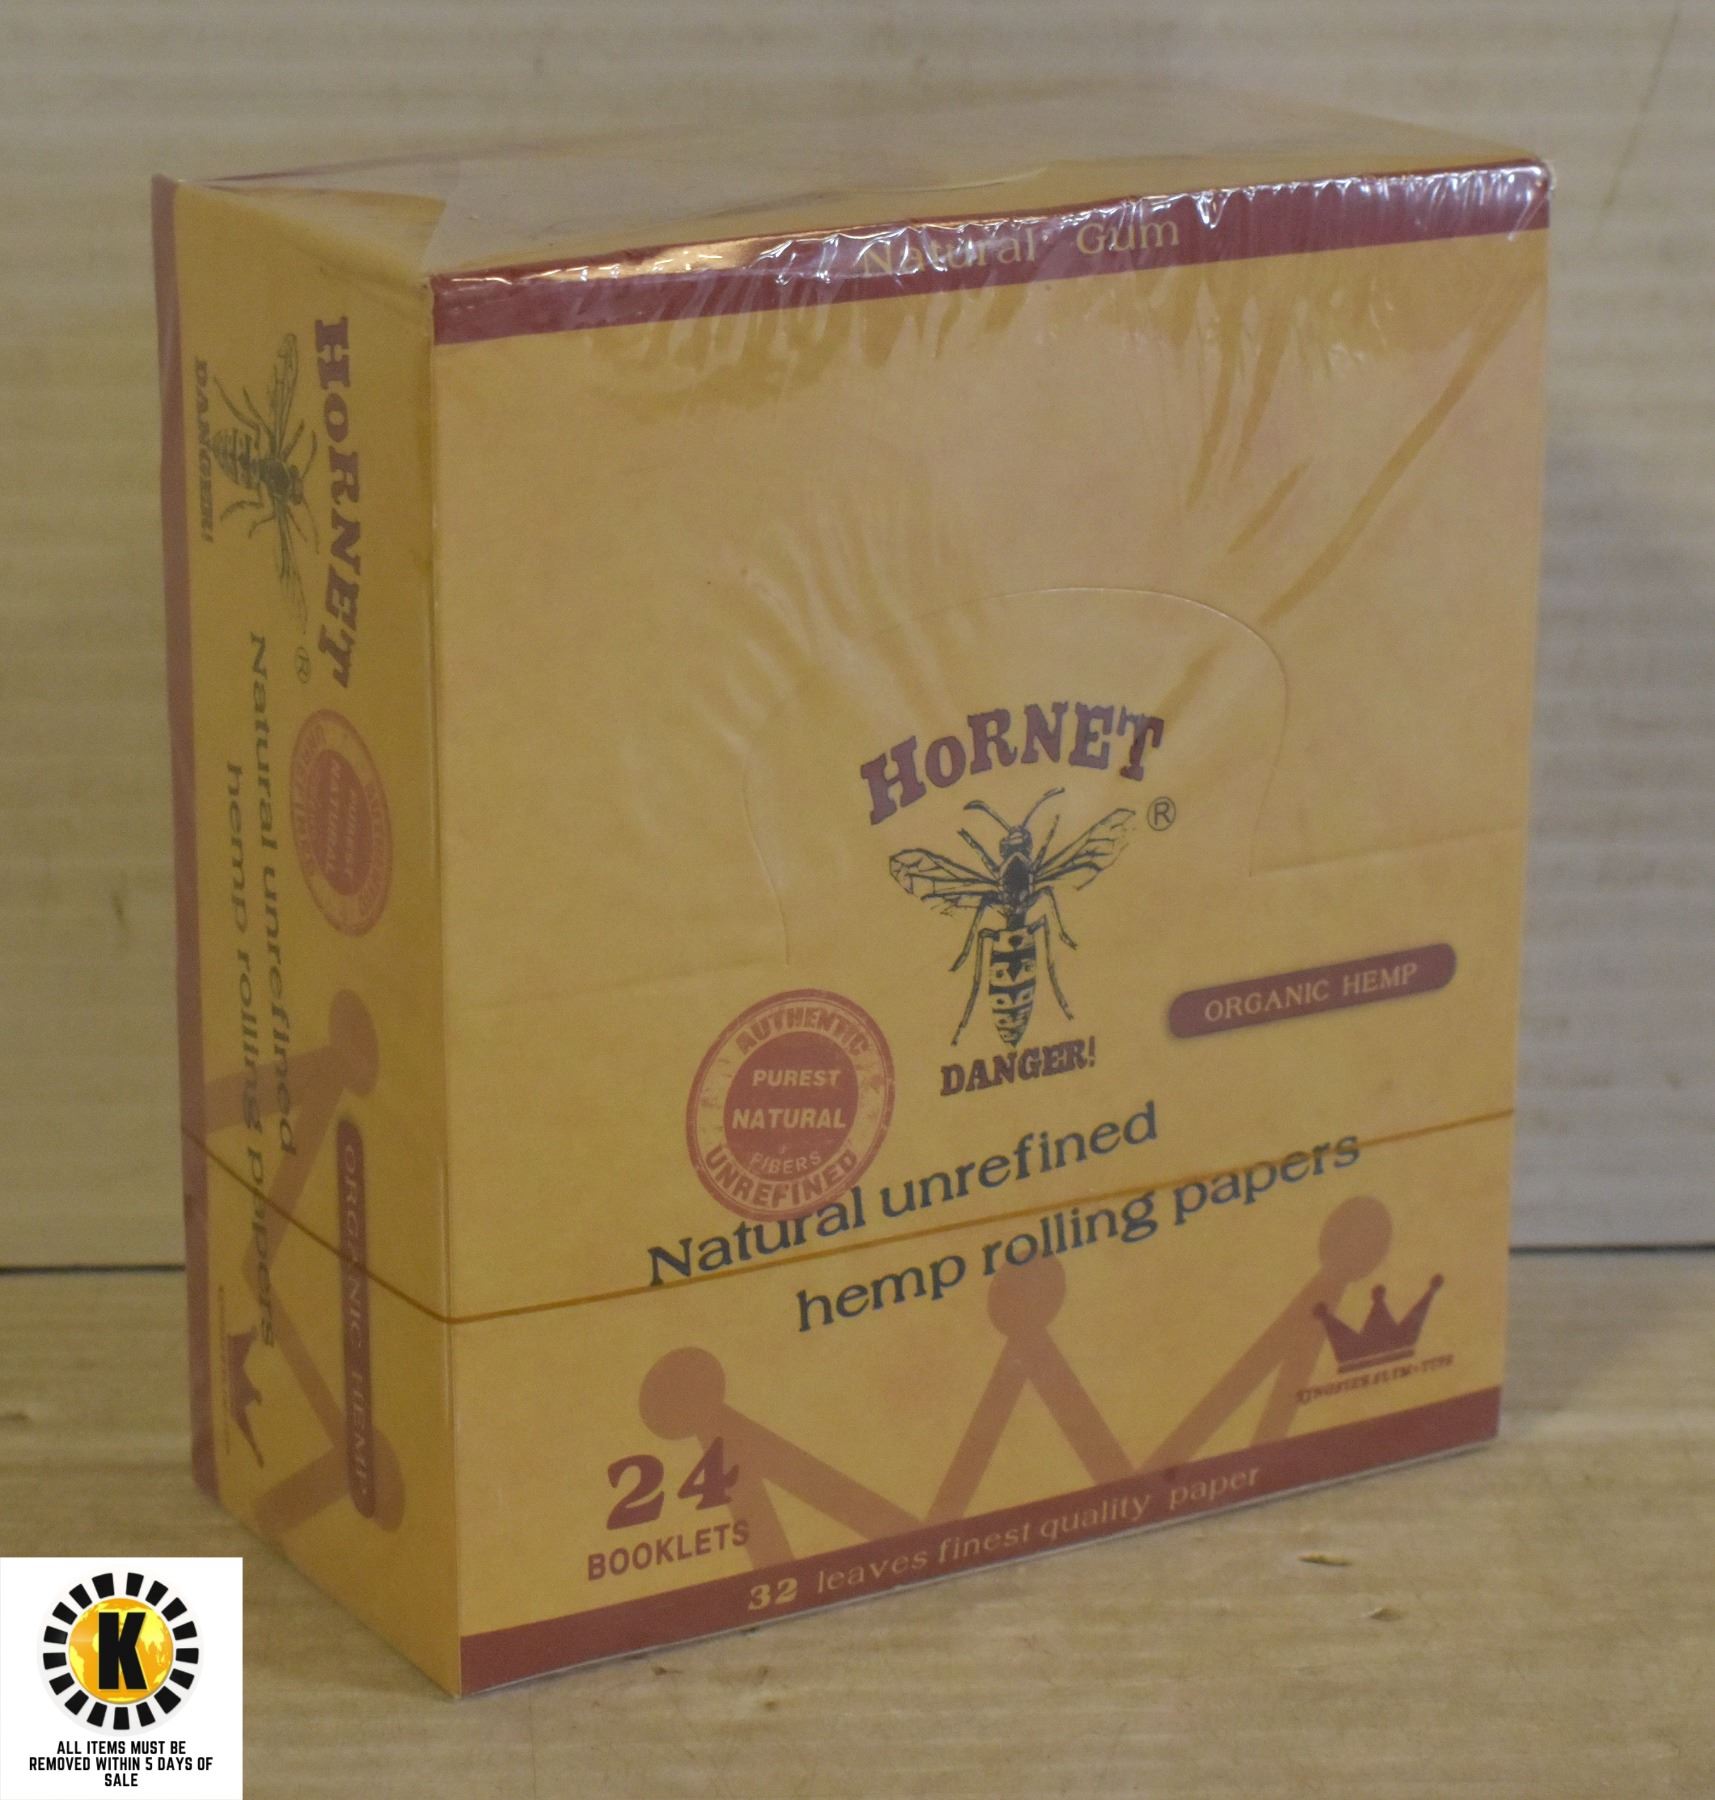 Natural Gum
HORNET
®
DANGER!
ORGANIC HEMP
AUTHENTIC
PUREST
NATURAL
FIBERS
UNREFINED
Natural unrefined
hemp rolling papers
24
BOOKLETS
32 leaves finest quality paper
HORNET
®
DANGER!
Natural unrefined
hemp rolling papers
PUREST
NATURAL
ORGANIC HEMP
K
ALL ITEMS MUST BE
REMOVED WITHIN 5 DAYS OF
SALE